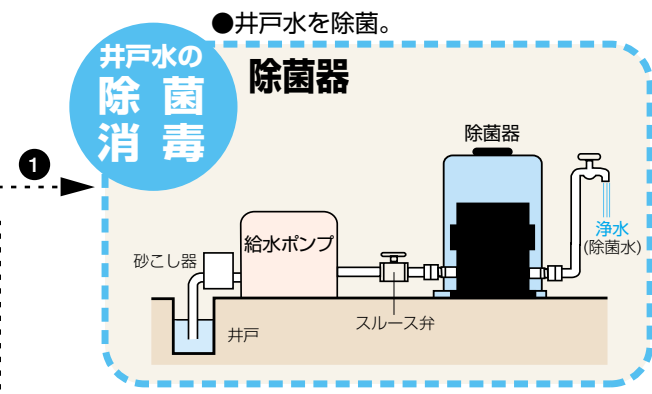 ●井戸水を除菌。
井戸水の
除菌
消毒
除菌器
❶
除菌器
給水ポンプ
砂こし器
浄水
(除菌水)
スルース弁
井戸